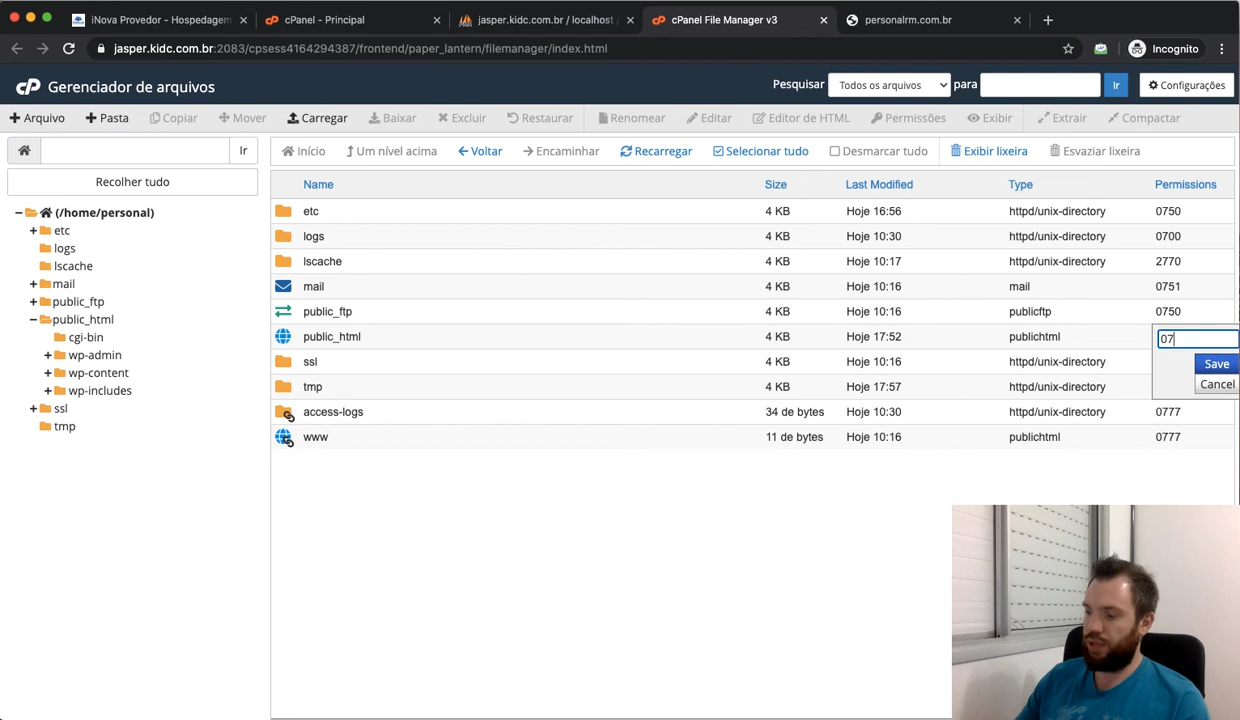 iNova Provedor - Hospedagem
cPanel - Principal
jasper.kidc.com.br / localhost
cPanel File Manager v3
personalrm.com.br
jasper.kidc.com.br:2083/cpsess4164294387/frontend/paper_lantern/filemanager/index.html
Incognito
cP Gerenciador de arquivos
Pesquisar Todos os arquivos para Ir Configurações
Arquivo Pasta Copiar Mover Carregar Baixar Excluir Restaurar Renomear Editar Editor de HTML Permissões Exibir Extrair Compactar
Ir
Início Um nível acima Voltar Encaminhar Recarregar Selecionar tudo Desmarcar tudo Exibir lixeira Esvaziar lixeira
Recolher tudo
(/home/personal)
etc
logs
lscache
mail
public_ftp
public_html
cgi-bin
wp-admin
wp-content
wp-includes
ssl
tmp
Name Size Last Modified Type Permissions
etc 4 KB Hoje 16:56 httpd/unix-directory 0750
logs 4 KB Hoje 10:30 httpd/unix-directory 0700
lscache 4 KB Hoje 10:17 httpd/unix-directory 2770
mail 4 KB Hoje 10:16 mail 0751
public_ftp 4 KB Hoje 10:16 publicftp 0750
public_html 4 KB Hoje 17:52 publichtml 07
ssl 4 KB Hoje 10:16 httpd/unix-directory
Save
tmp 4 KB Hoje 17:57 httpd/unix-directory
Cancel
access-logs 34 de bytes Hoje 10:30 httpd/unix-directory 0777
www 11 de bytes Hoje 10:16 publichtml 0777